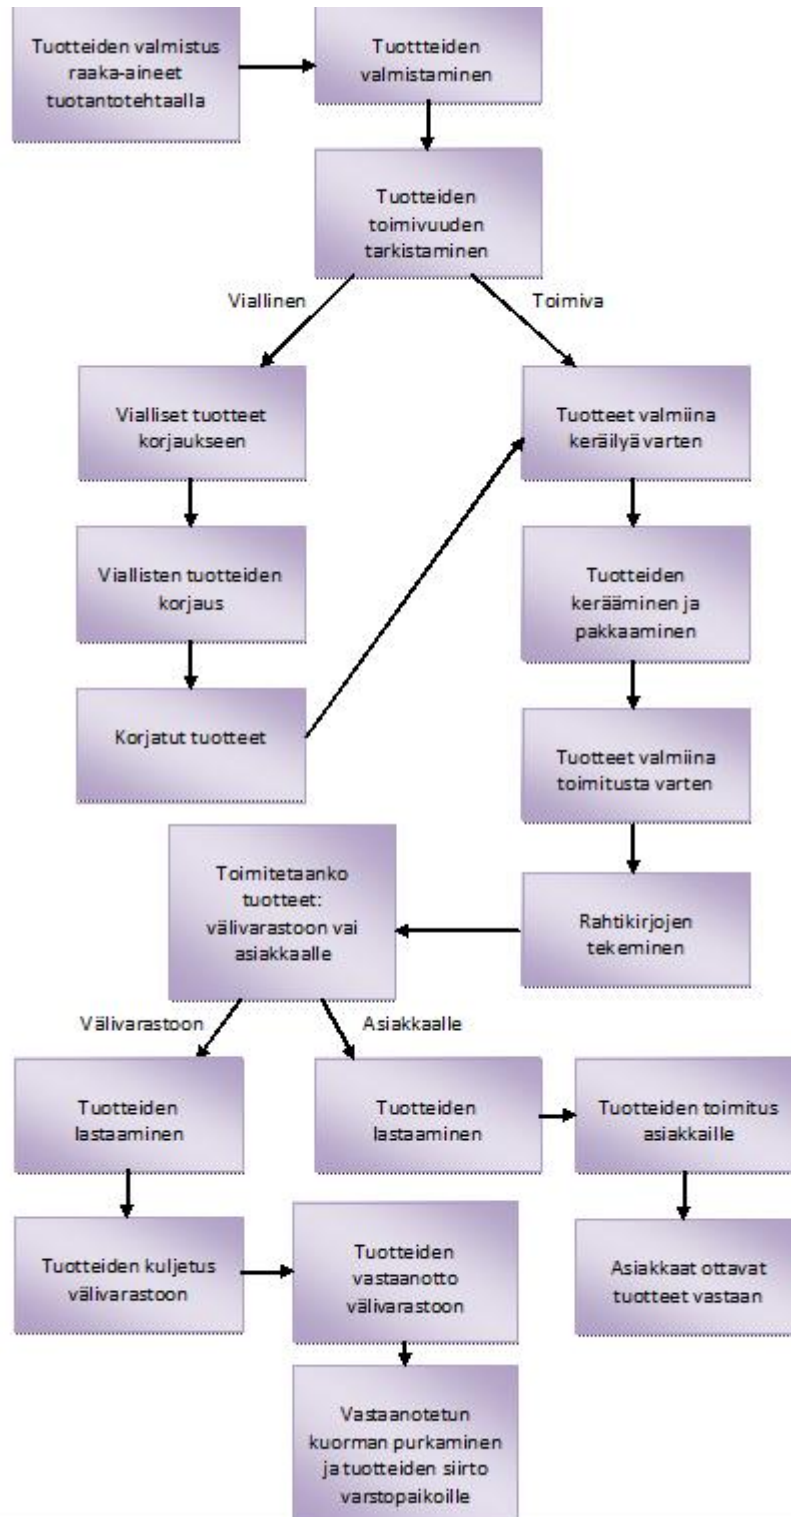 Tuotteiden valmistus
raaka-aineet
tuotantotehtaalla
Tuottteiden
valmistaminen
Tuotteiden
toimivuuden
tarkistaminen
Viallinen
Toimiva
Vialliset tuotteet
korjaukseen
Tuotteet valmiina
keräilyä varten
Viallisten tuotteiden
korjaus
Tuotteiden
kerääminen ja
pakkaaminen
Korjatut tuotteet
Tuotteet valmiina
toimitusta varten
Toimitetaanko
tuotteet:
välivarastoon vai
asiakkaalle
Rahtikirjojen
tekeminen
Välivarastoon
Asiakkaalle
Tuotteiden
lastaaminen
Tuotteiden
lastaaminen
Tuotteiden toimitus
asiakkaille
Tuotteiden kuljetus
välivarastoon
Tuotteiden
vastaanotto
välivarastoon
Asiakkaat ottavat
tuotteet vastaan
Vastaanotetun
kuorman purkaminen
ja tuotteiden siirto
varstopaikoille